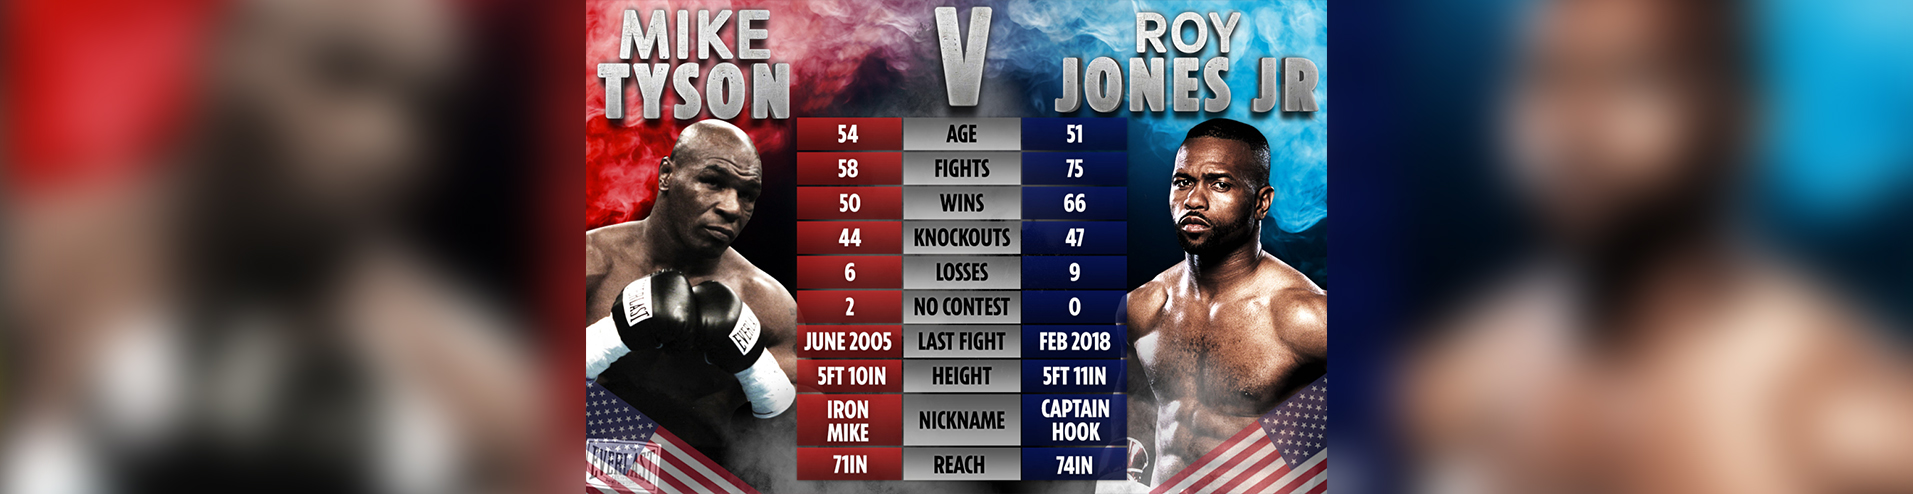 MIKE
TYSON
V
ROY
JONES JR
54 AGE 51
58 FIGHTS 75
50 WINS 66
44 KNOCKOUTS 47
6 LOSSES 9
2 NO CONTEST 0
JUNE 2005 LAST FIGHT FEB 2018
5FT 10IN HEIGHT 5FT 11IN
IRON
MIKE
NICKNAME
CAPTAIN
HOOK
71IN REACH 74IN
EVERLAST
EVERLAST